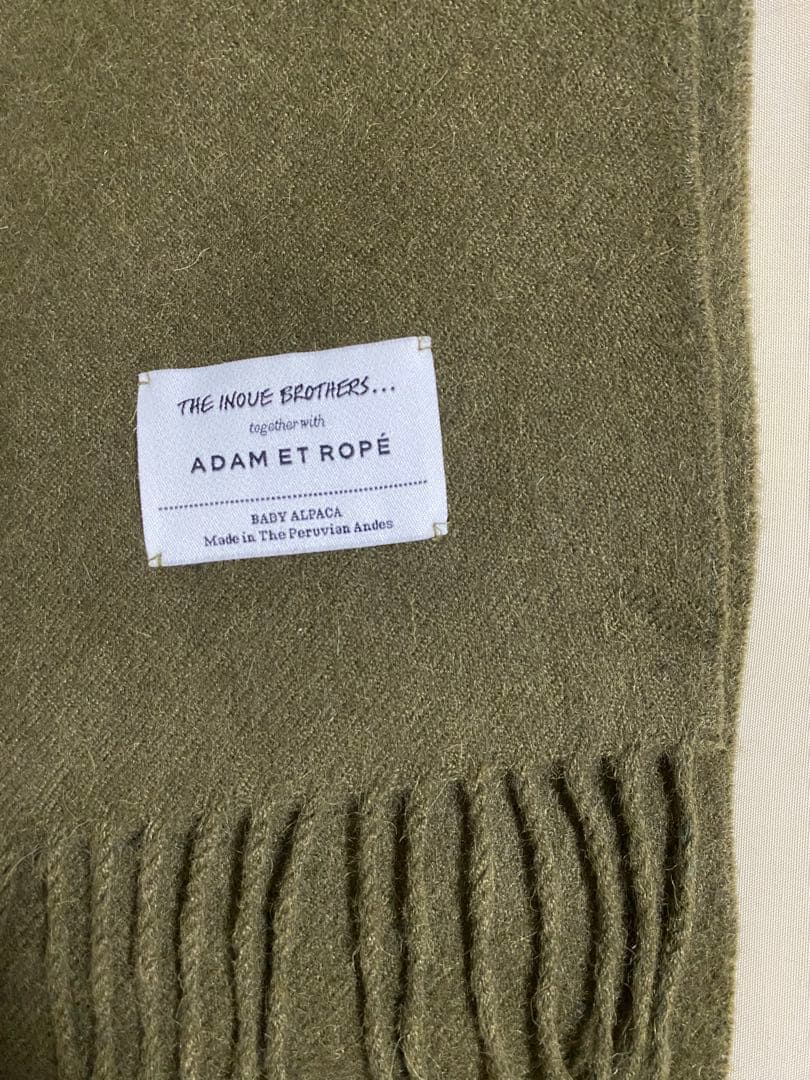 THE INOUE BROTHERS...
together with
ADAM ET ROPÉ
BABY ALPACA
Made in The Peruvian Andes